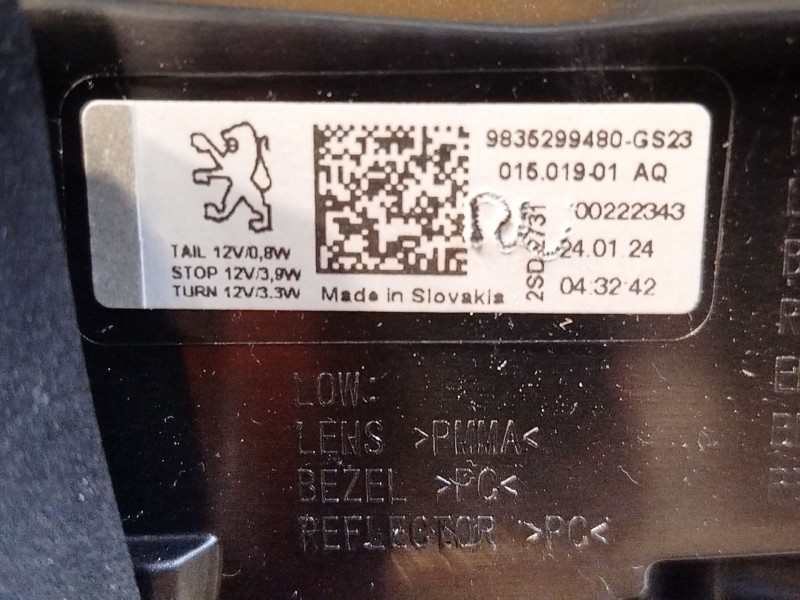 9835299480-GS23
015.019-01 AQ
00222343
24.01.24
04:32:42
TAIL 12V/0,8W
STOP 12V/3,9W
TURN 12V/3.3W
Made in Slovakia
LOW:
LENS >PMMA<
BEZEL >PC<
REFLECTOR >PC<